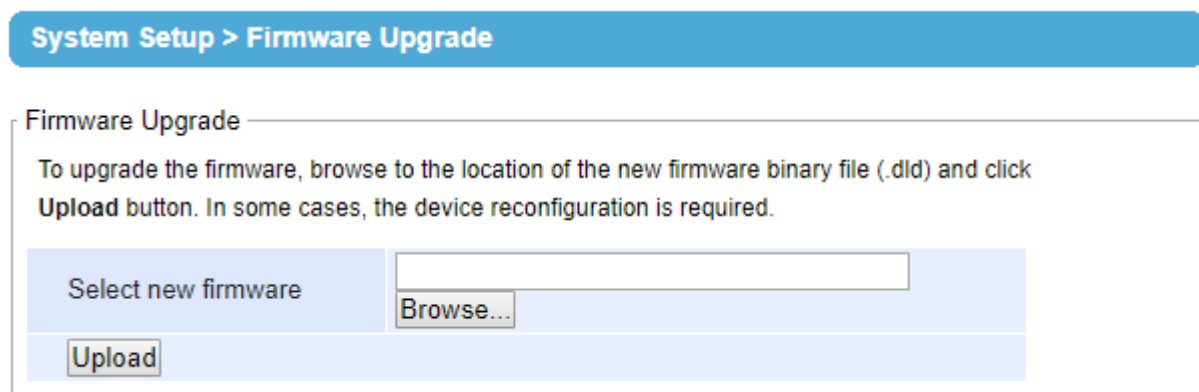 System Setup > Firmware Upgrade
Firmware Upgrade
To upgrade the firmware, browse to the location of the new firmware binary file (.dld) and click
Upload button. In some cases, the device reconfiguration is required.
Select new firmware
Browse...
Upload